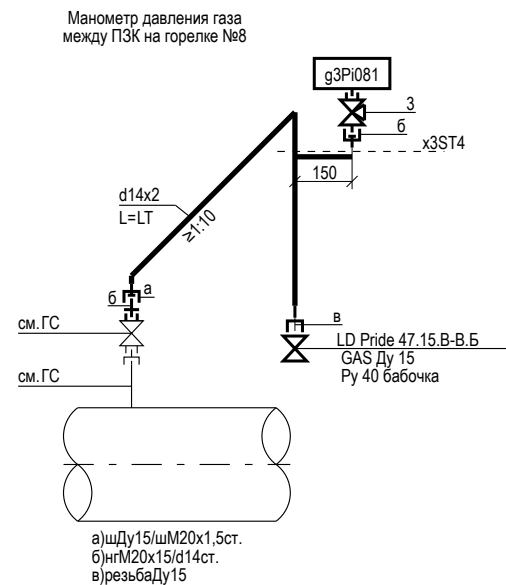 Манометр давления газа
между ПЗК на горелке №8
g3Pi081
3
б
x3ST4
150
d14x2
L=LT
≥1:10
а
б
см.ГС
в
LD Pride 47.15.В-В.Б
GAS Ду 15
Ру 40 бабочка
см.ГС
а)шДу15/шМ20х1,5ст.
б)нгМ20х15/d14ст.
в)резьбаДу15